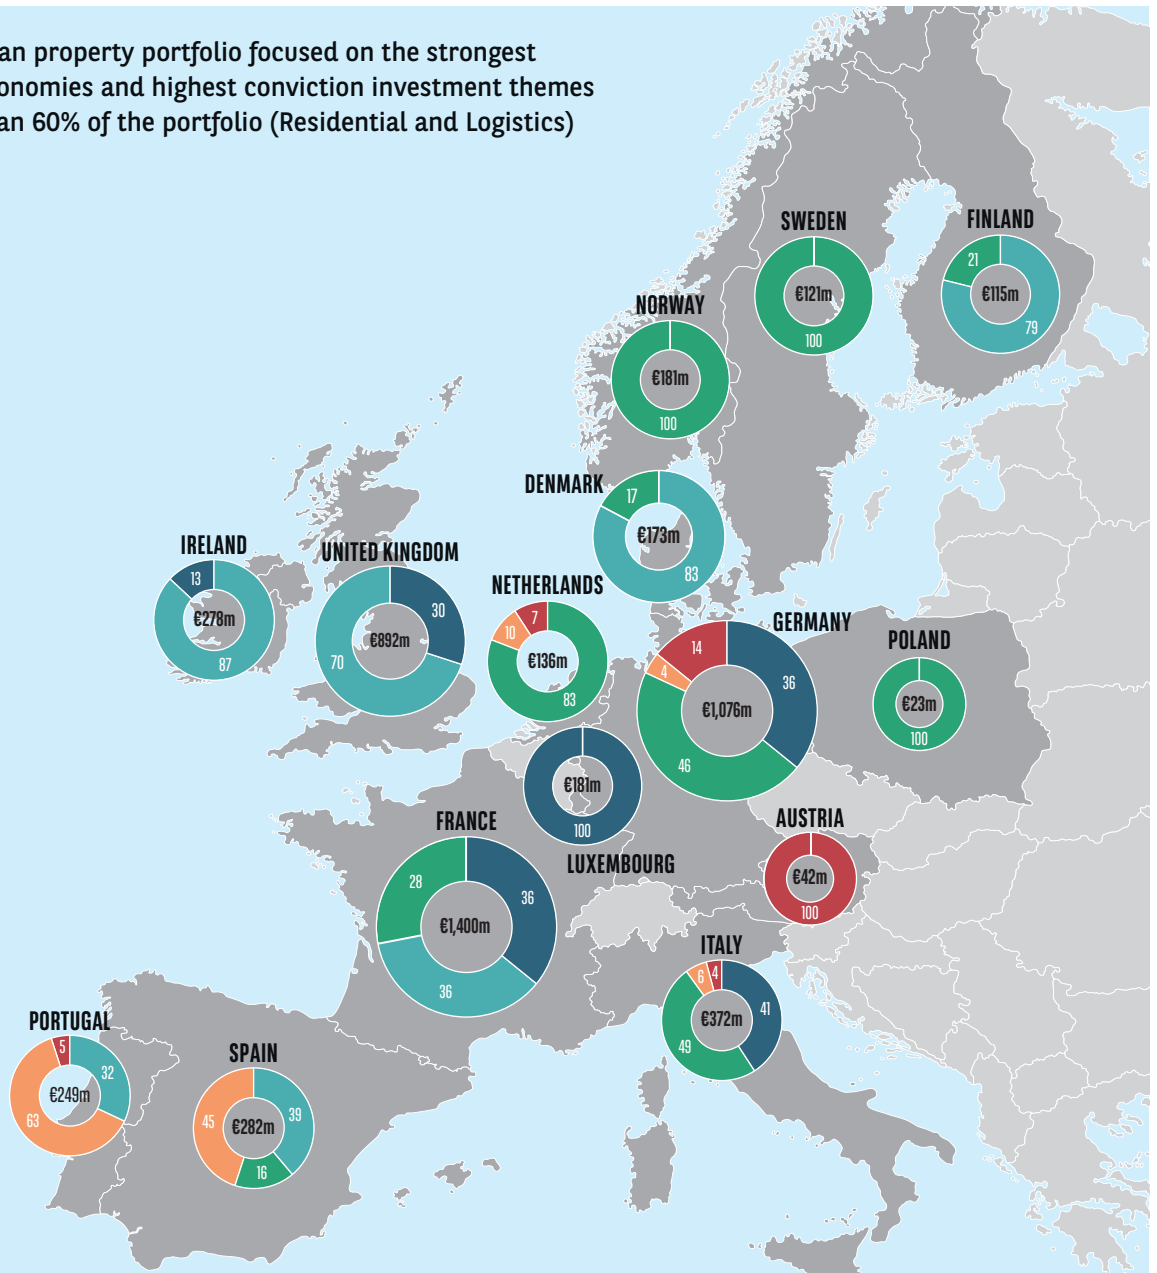 an property portfolio focused on the strongest
onomies and highest conviction investment themes
an 60% of the portfolio (Residential and Logistics)
SWEDEN
€121m
100
FINLAND
21
€115m
79
NORWAY
€181m
100
DENMARK
17
€173m
83
IRELAND
13
€278m
87
UNITED KINGDOM
30
€892m
70
NETHERLANDS
7
10
€136m
83
GERMANY
14
4
36
€1,076m
46
POLAND
€23m
100
€181m
100
LUXEMBOURG
FRANCE
28
36
€1,400m
36
AUSTRIA
€42m
100
ITALY
6
4
41
€372m
49
PORTUGAL
5
32
€249m
63
SPAIN
45
39
€282m
16